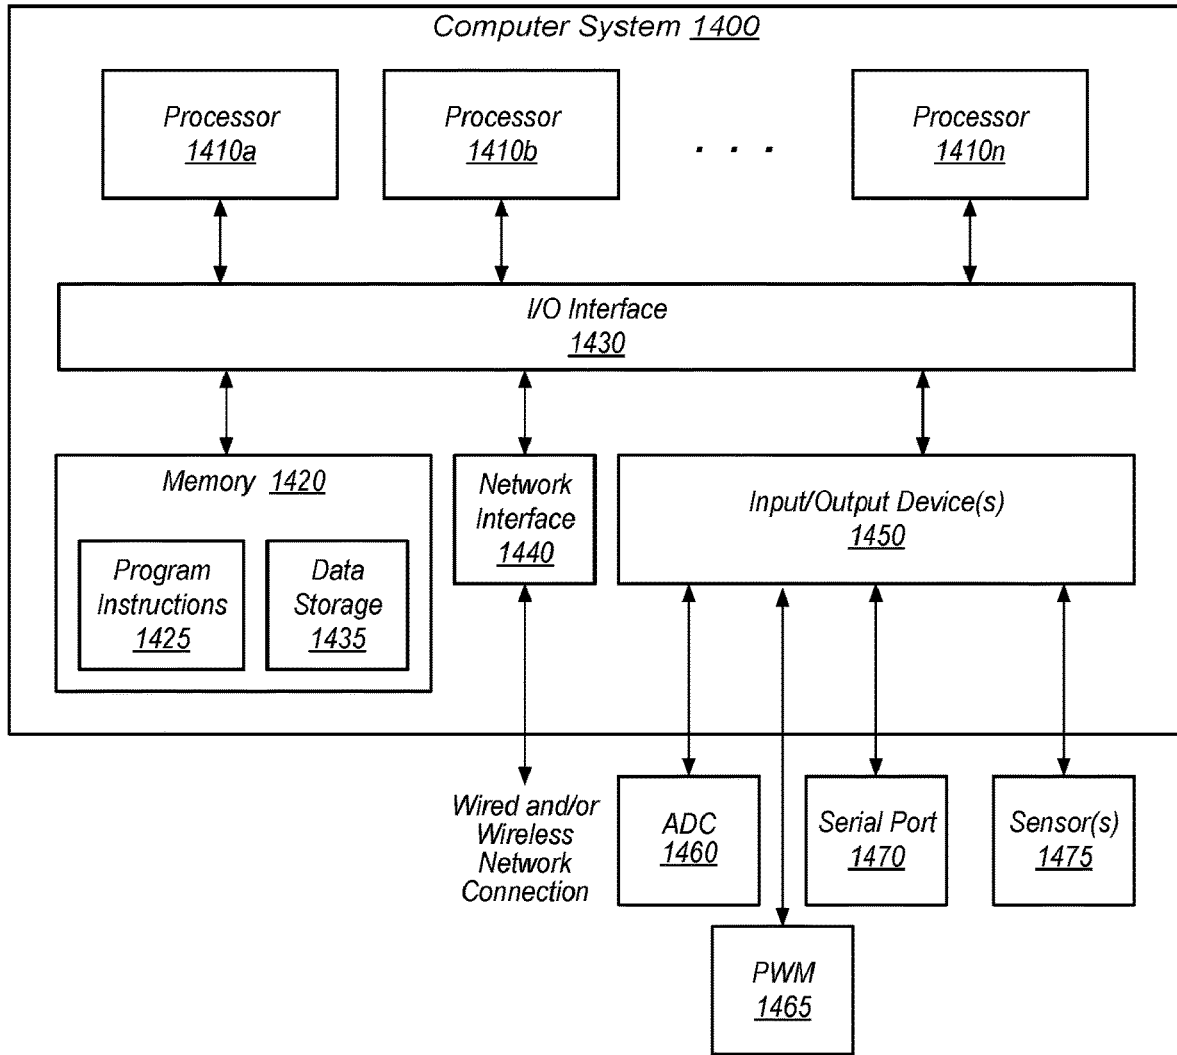 Computer System 1400
Processor
1410a
Processor
1410b
. . .
Processor
1410n
I/O Interface
1430
Memory 1420
Program
Instructions
1425
Data
Storage
1435
Network
Interface
1440
Input/Output Device(s)
1450
Wired and/or
Wireless
Network
Connection
ADC
1460
Serial Port
1470
Sensor(s)
1475
PWM
1465